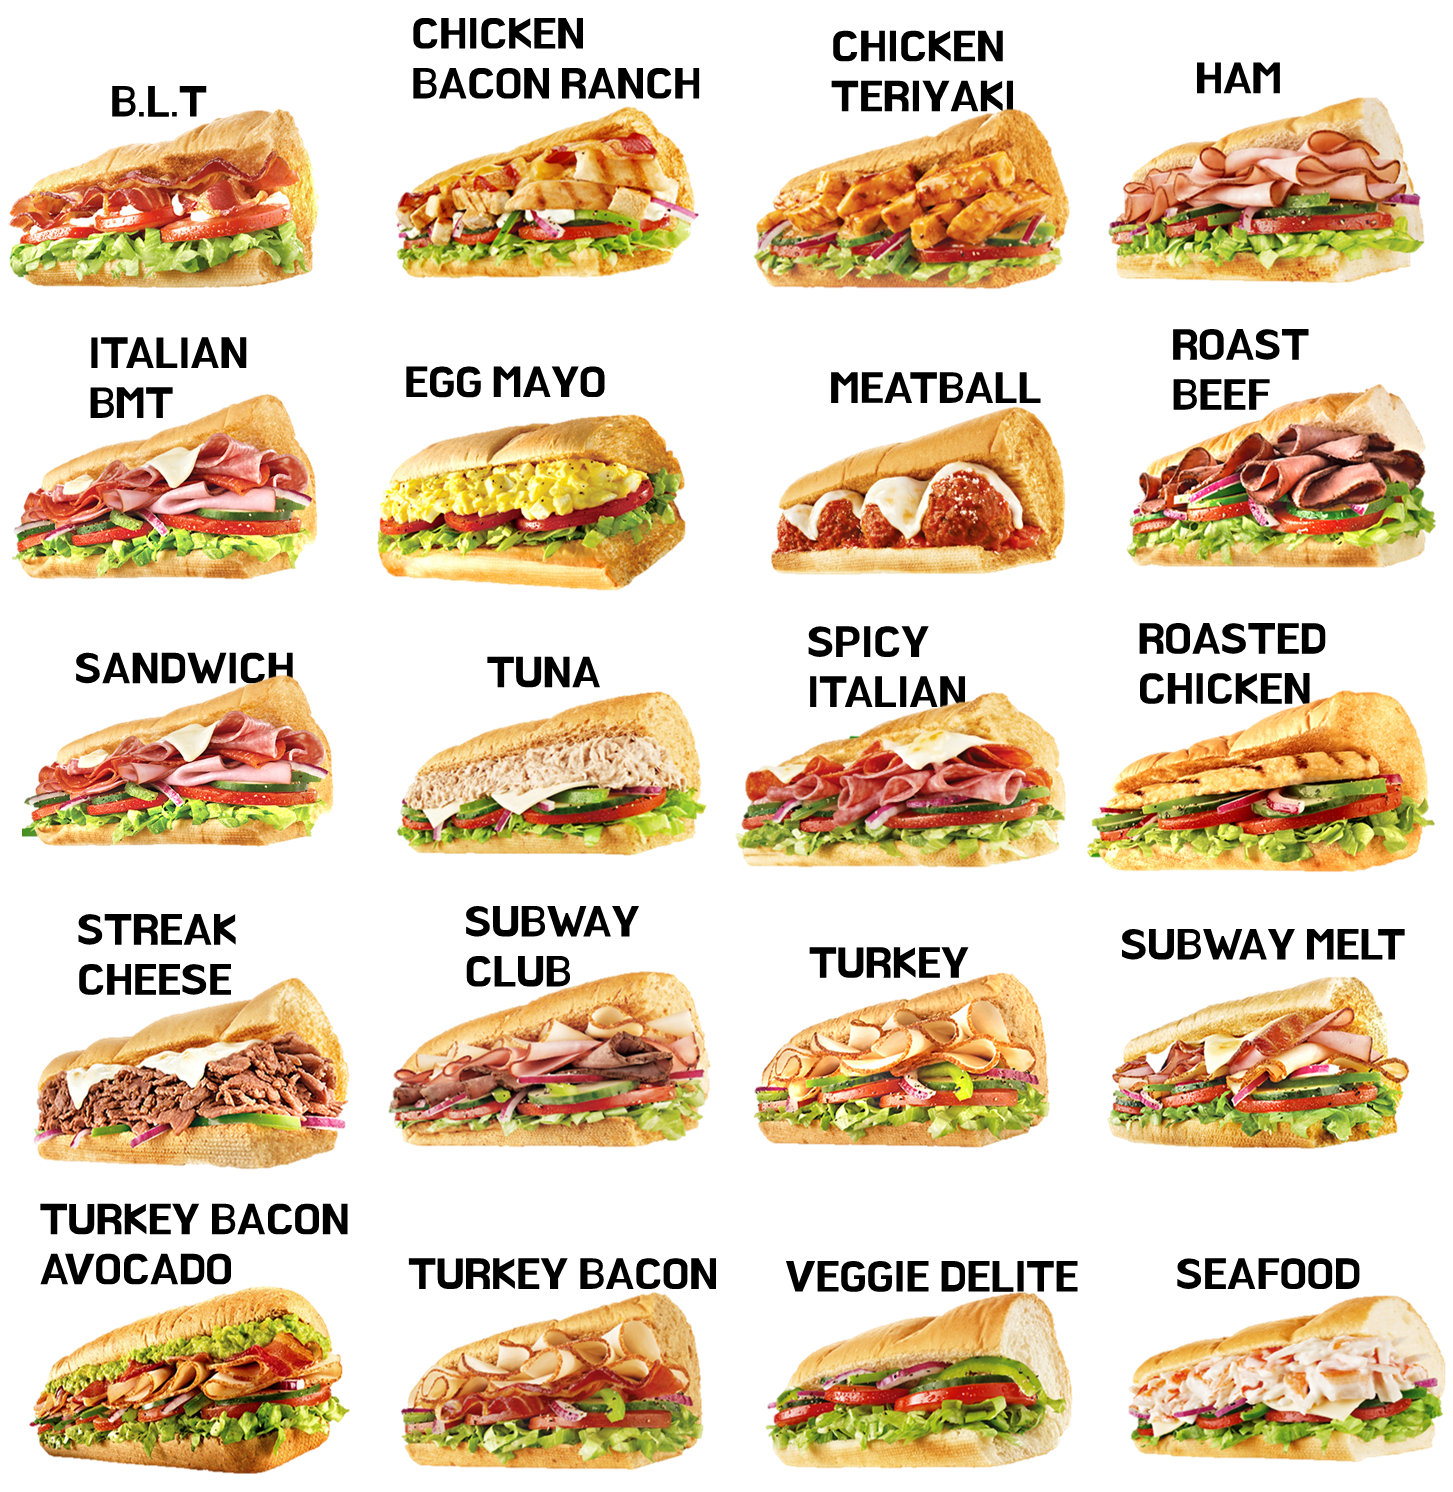 B.L.T
CHICKEN
BACON RANCH
CHICKEN
TERIYAKI
HAM
ITALIAN
BMT
EGG MAYO
MEATBALL
ROAST
BEEF
SANDWICH
TUNA
SPICY
ITALIAN
ROASTED
CHICKEN
STREAK
CHEESE
SUBWAY
CLUB
TURKEY
SUBWAY MELT
TURKEY BACON
AVOCADO
TURKEY BACON
VEGGIE DELITE
SEAFOOD